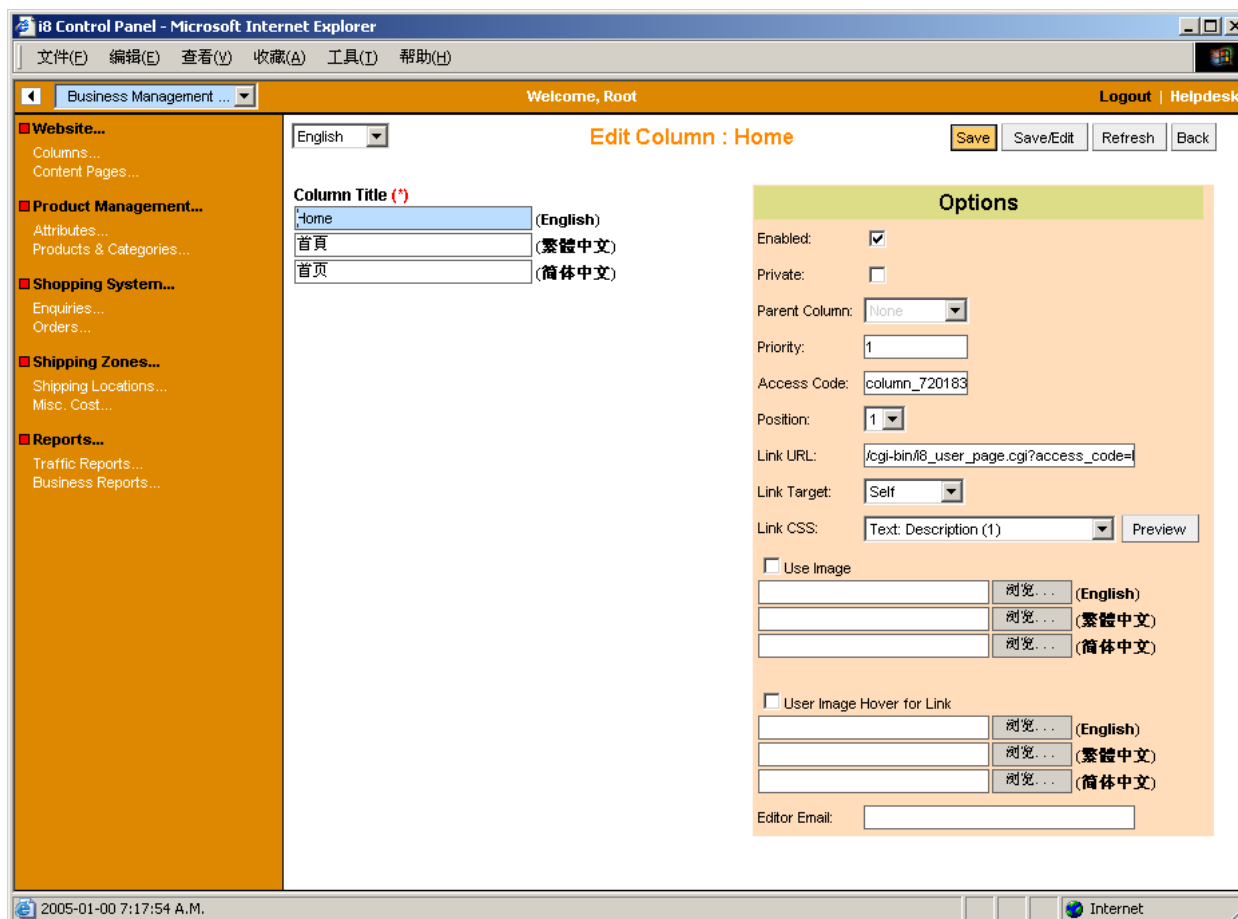 i8 Control Panel - Microsoft Internet Explorer
文件(F) 编辑(E) 查看(V) 收藏(A) 工具(T) 帮助(H)
Business Management ... Welcome, Root Logout | Helpdesk
Website...
Columns...
Content Pages...
Product Management...
Attributes...
Products & Categories...
Shopping System...
Enquiries...
Orders...
Shipping Zones...
Shipping Locations...
Misc. Cost...
Reports...
Traffic Reports...
Business Reports...
English Edit Column : Home Save Save/Edit Refresh Back
Column Title (*)
Home (English)
首頁 (繁體中文)
首页 (简体中文)
Options
Enabled:
Private:
Parent Column: None
Priority: 1
Access Code: column_720183
Position: 1
Link URL: /cgi-bin/i8_user_page.cgi?access_code=
Link Target: Self
Link CSS: Text: Description (1) Preview
Use Image
浏览... (English)
浏览... (繁體中文)
浏览... (简体中文)
User Image Hover for Link
浏览... (English)
浏览... (繁體中文)
浏览... (简体中文)
Editor Email:
2005-01-00 7:17:54 A.M. Internet